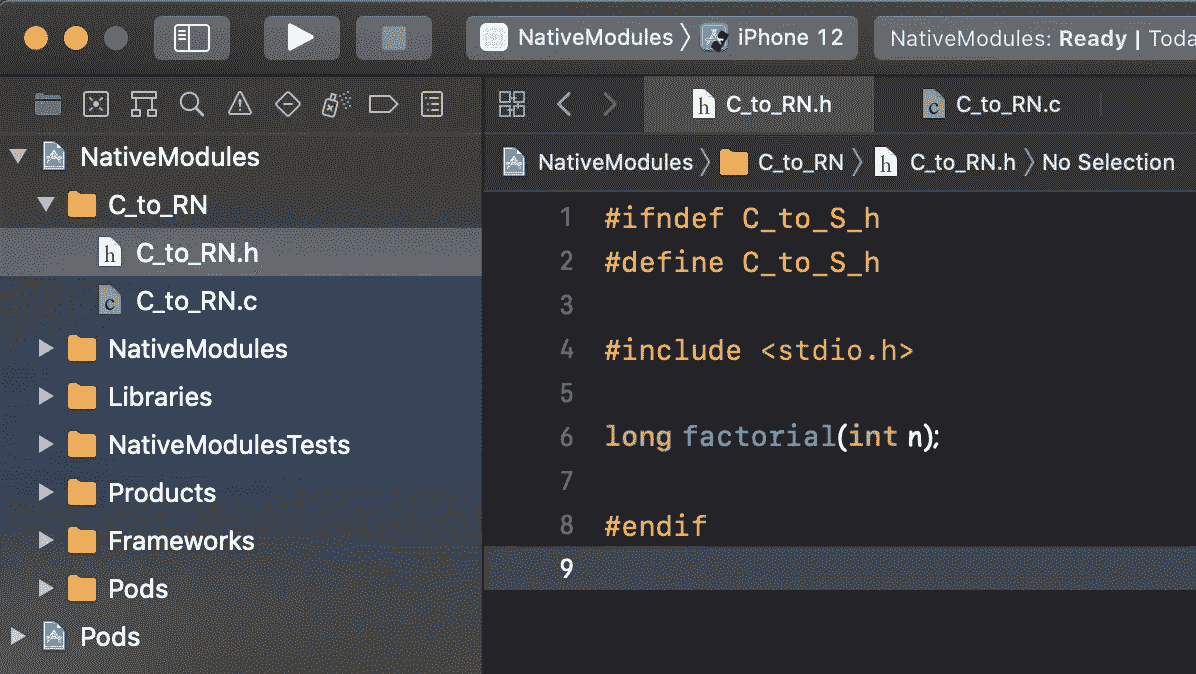 NativeModules 〉 iPhone 12
NativeModules: Ready | Toda
C_to_RN.h
C_to_RN.c
NativeModules 〉 C_to_RN 〉 C_to_RN.h 〉 No Selection
NativeModules
C_to_RN
C_to_RN.h
C_to_RN.c
NativeModules
Libraries
NativeModulesTests
Products
Frameworks
Pods
Pods
1 #ifndef C_to_S_h
2 #define C_to_S_h
3
4 #include <stdio.h>
5
6 long factorial(int n);
7
8 #endif
9